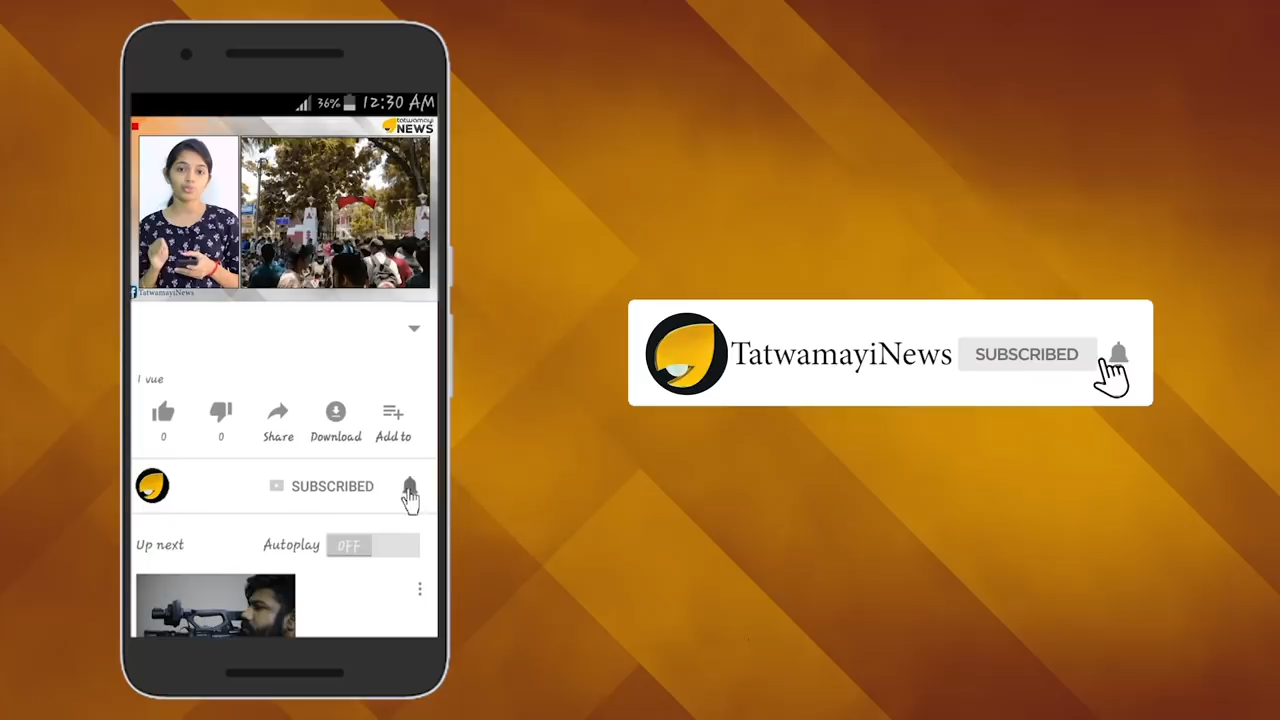 36% 12:30 AM
tatwamayi
NEWS
TatwamayiNews
1 vue
0 0 Share Download Add to
SUBSCRIBED
Up next Autoplay OFF
TatwamayiNews SUBSCRIBED